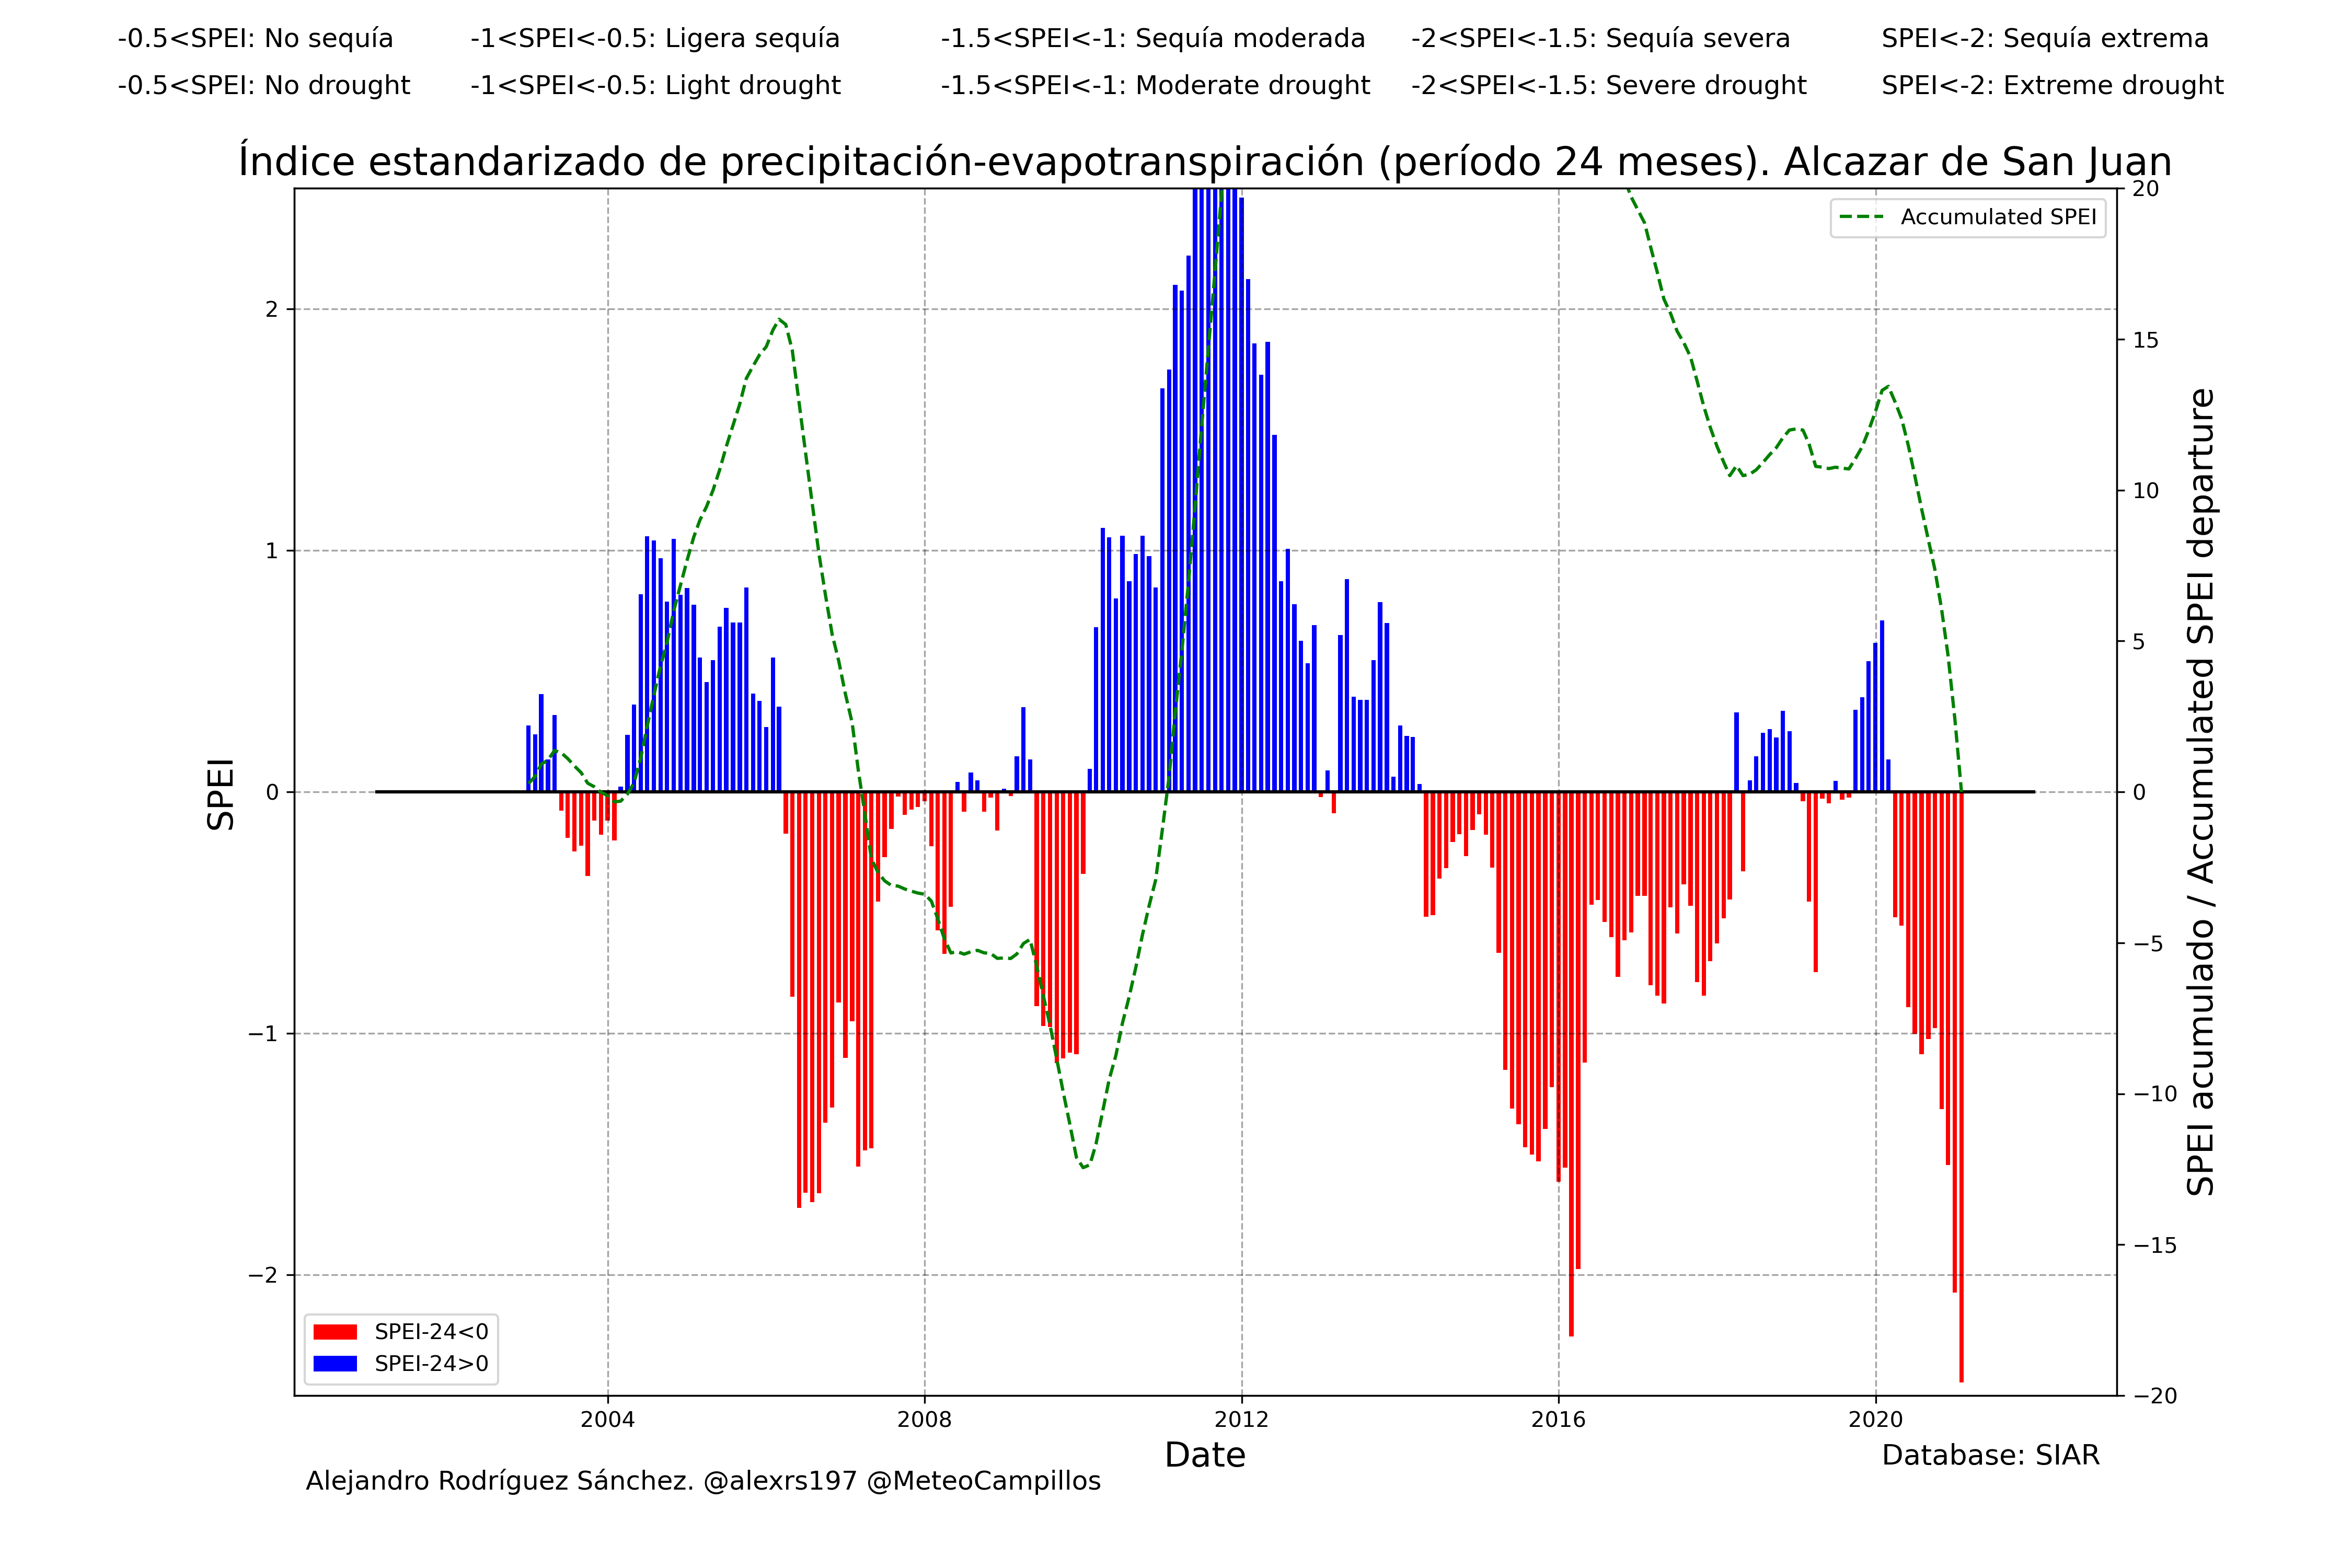 -0.5<SPEI: No sequía -1<SPEI<-0.5: Ligera sequía -1.5<SPEI<-1: Sequía moderada -2<SPEI<-1.5: Sequía severa SPEI<-2: Sequía extrema
-0.5<SPEI: No drought -1<SPEI<-0.5: Light drought -1.5<SPEI<-1: Moderate drought -2<SPEI<-1.5: Severe drought SPEI<-2: Extreme drought
Índice estandarizado de precipitación-evapotranspiración (período 24 meses). Alcazar de San Juan
SPEI
2
1
0
−1
−2
Accumulated SPEI
20
15
10
5
0
−5
−10
−15
−20
SPEI acumulado / Accumulated SPEI departure
SPEI-24<0
SPEI-24>0
2004 2008 2012 2016 2020
Date
Database: SIAR
Alejandro Rodríguez Sánchez. @alexrs197 @MeteoCampillos